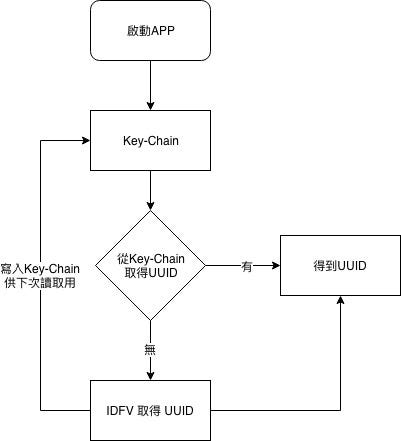 啟動APP
Key-Chain
從Key-Chain
取得UUID
有
得到UUID
寫入Key-Chain
供下次讀取用
無
IDFV 取得 UUID